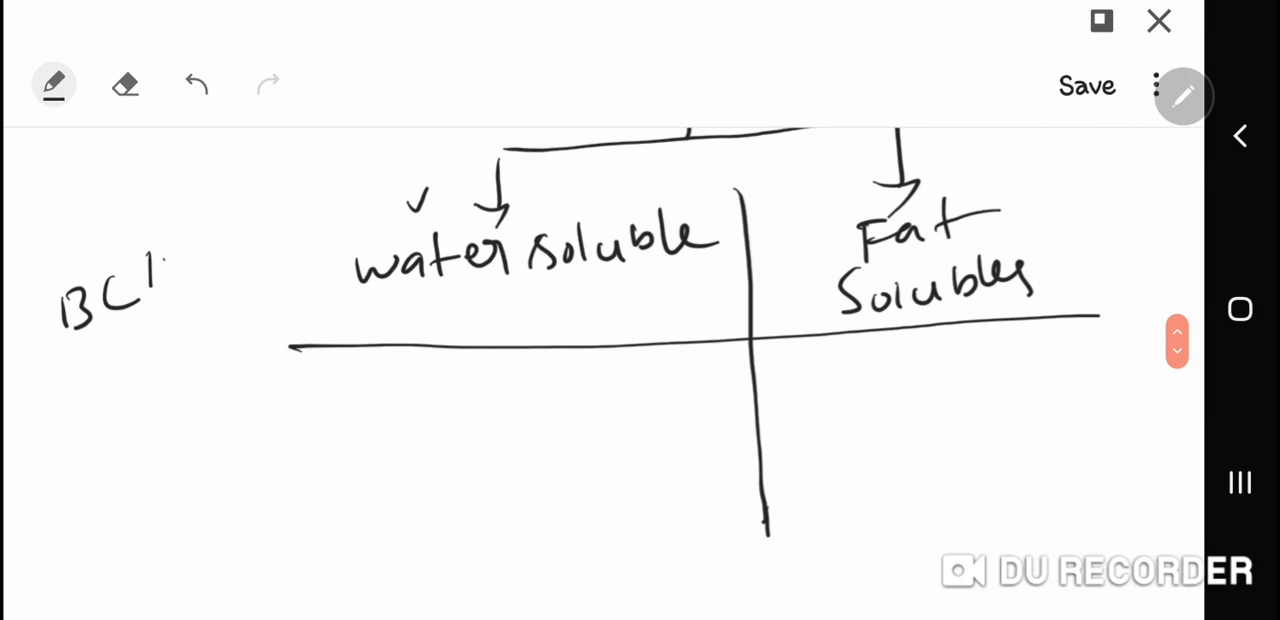 Save
water soluble
Fat
Solubles
BC
DU RECORDER